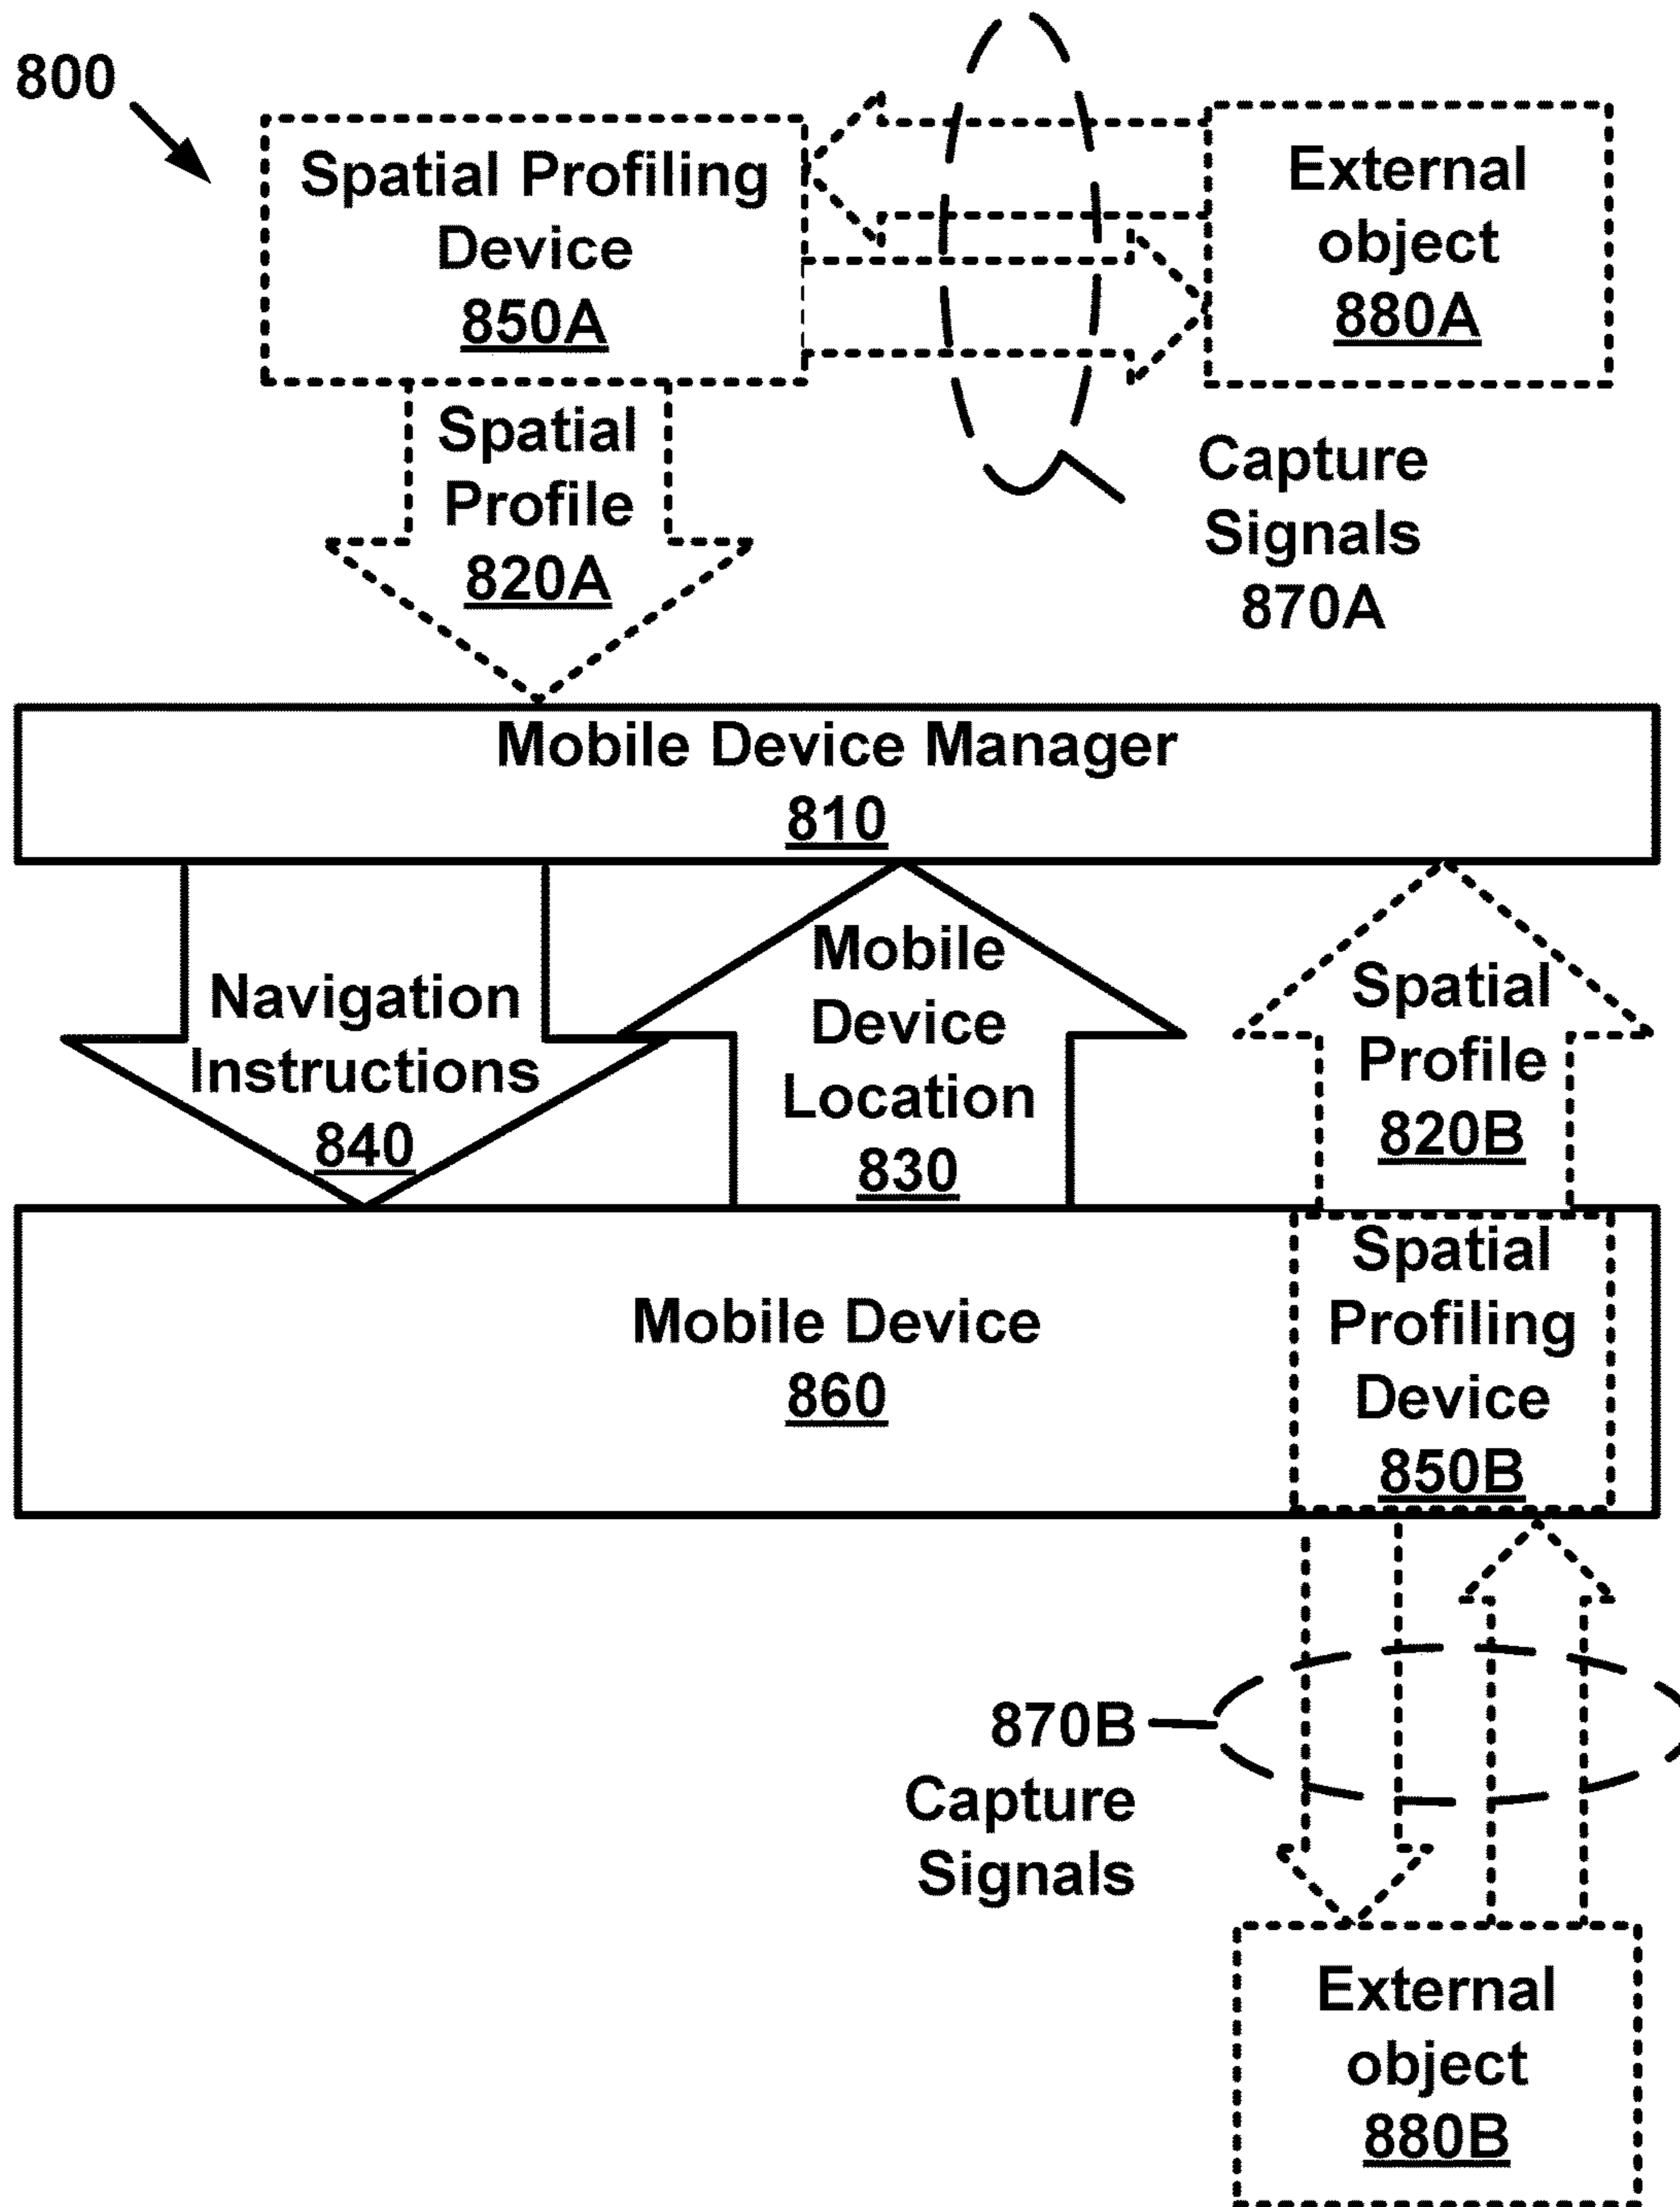 800
Spatial Profiling
Device
850A
External
object
880A
Spatial
Profile
820A
Capture
Signals
870A
Mobile Device Manager
810
Navigation
Instructions
840
Mobile
Device
Location
830
Spatial
Profile
820B
Mobile Device
860
Spatial
Profiling
Device
850B
870B
Capture
Signals
External
object
880B